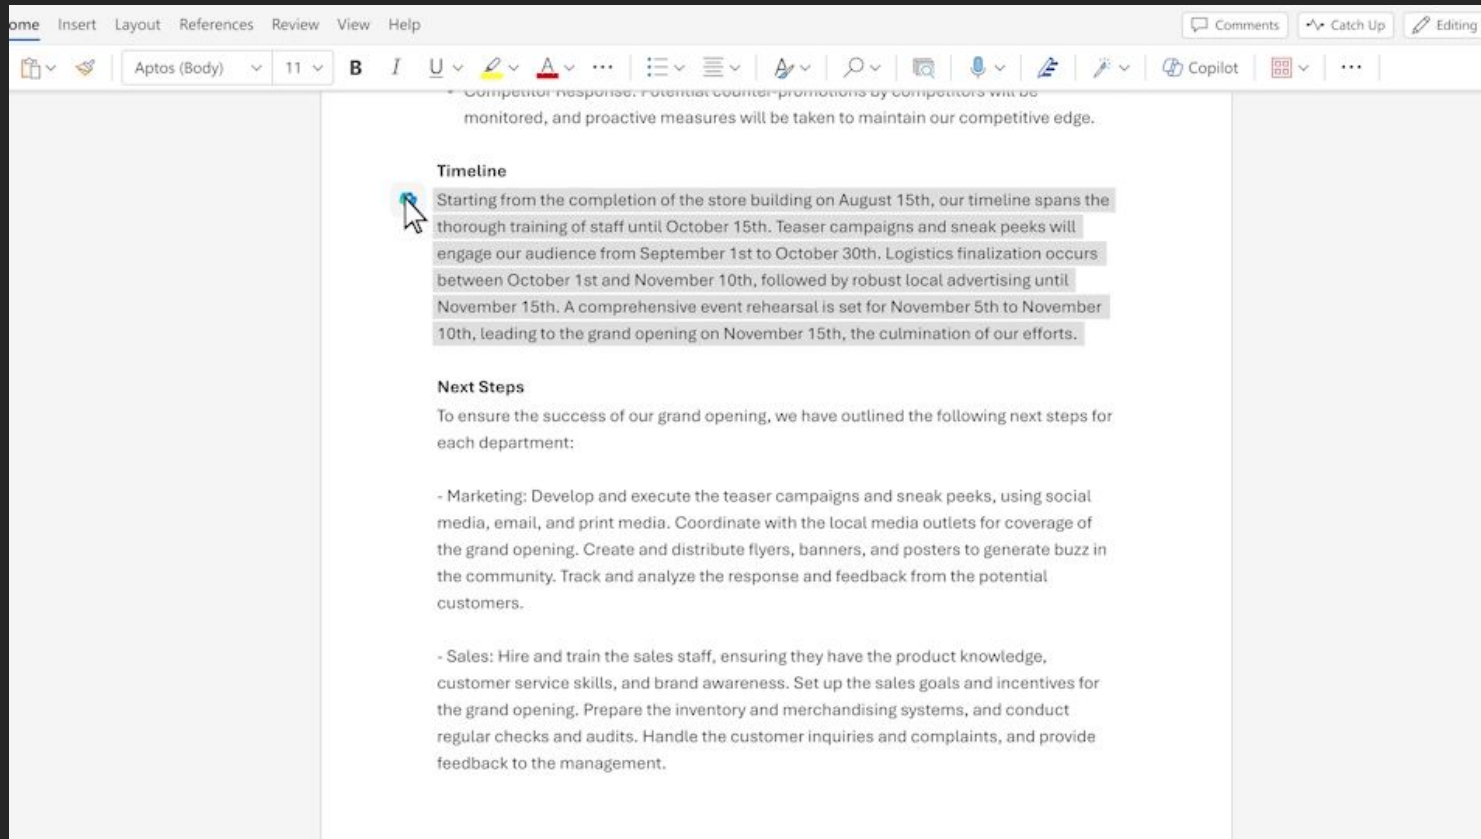 ome Insert Layout References Review View Help
Comments Catch Up Editing
Aptos (Body) 11 B I U A ... Copilot ...
• Competitor Response: Potential counter-promotions by competitors will be
monitored, and proactive measures will be taken to maintain our competitive edge.
Timeline
Starting from the completion of the store building on August 15th, our timeline spans the
thorough training of staff until October 15th. Teaser campaigns and sneak peeks will
engage our audience from September 1st to October 30th. Logistics finalization occurs
between October 1st and November 10th, followed by robust local advertising until
November 15th. A comprehensive event rehearsal is set for November 5th to November
10th, leading to the grand opening on November 15th, the culmination of our efforts.
Next Steps
To ensure the success of our grand opening, we have outlined the following next steps for
each department:
- Marketing: Develop and execute the teaser campaigns and sneak peeks, using social
media, email, and print media. Coordinate with the local media outlets for coverage of
the grand opening. Create and distribute flyers, banners, and posters to generate buzz in
the community. Track and analyze the response and feedback from the potential
customers.
- Sales: Hire and train the sales staff, ensuring they have the product knowledge,
customer service skills, and brand awareness. Set up the sales goals and incentives for
the grand opening. Prepare the inventory and merchandising systems, and conduct
regular checks and audits. Handle the customer inquiries and complaints, and provide
feedback to the management.